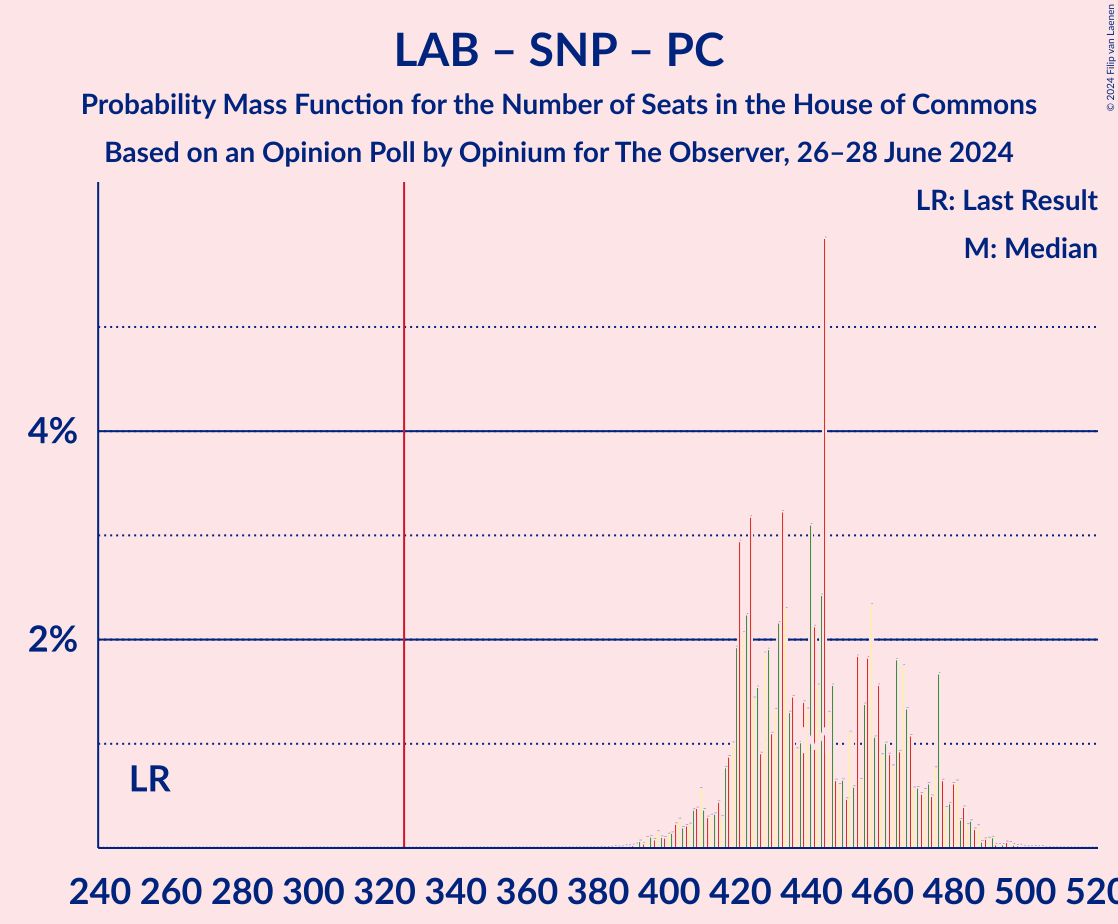 LAB – SNP – PC
Probability Mass Function for the Number of Seats in the House of Commons
Based on an Opinion Poll by Opinium for The Observer, 26–28 June 2024
© 2024 Filip van Laenen
LR: Last Result
M: Median
4%
2%
LR
240 260 280 300 320 340 360 380 400 420 440 460 480 500 520